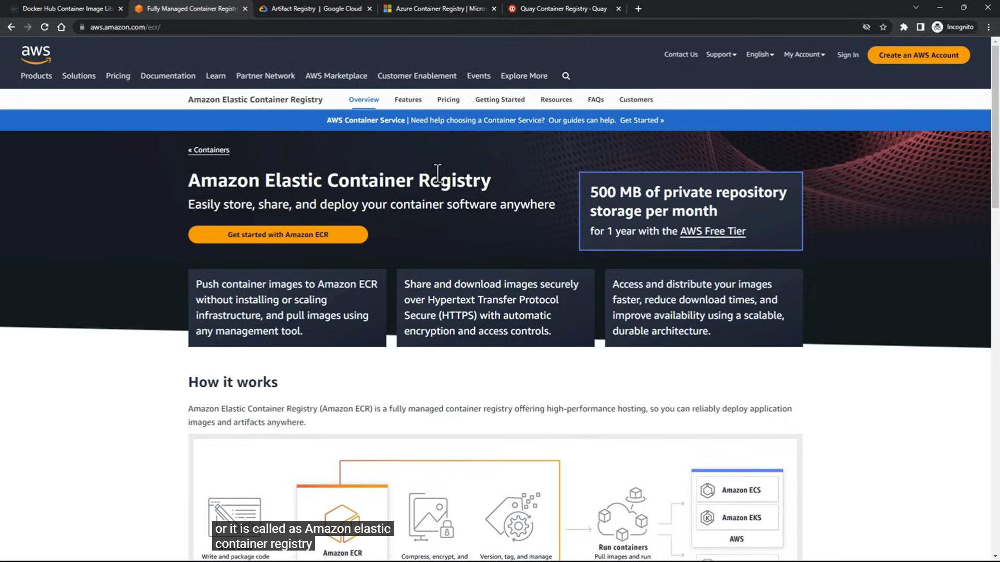 Docker Hub Container Image Lib
Fully Managed Container Registr
Artifact Registry | Google Cloud
Azure Container Registry | Micro
Quay Container Registry · Quay
aws.amazon.com/ecr/
Incognito
aws
Contact Us Support English My Account Sign In Create an AWS Account
Products Solutions Pricing Documentation Learn Partner Network AWS Marketplace Customer Enablement Events Explore More
Amazon Elastic Container Registry Overview Features Pricing Getting Started Resources FAQs Customers
AWS Container Service | Need help choosing a Container Service? Our guides can help. Get Started »
« Containers
Amazon Elastic Container Registry
Easily store, share, and deploy your container software anywhere
Get started with Amazon ECR
500 MB of private repository
storage per month
for 1 year with the AWS Free Tier
Push container images to Amazon ECR
without installing or scaling
infrastructure, and pull images using
any management tool.
Share and download images securely
over Hypertext Transfer Protocol
Secure (HTTPS) with automatic
encryption and access controls.
Access and distribute your images
faster, reduce download times, and
improve availability using a scalable,
durable architecture.
How it works
Amazon Elastic Container Registry (Amazon ECR) is a fully managed container registry offering high-performance hosting, so you can reliably deploy application
images and artifacts anywhere.
Amazon ECS
Amazon EKS
AWS
or it is called as Amazon elastic
container registry
Amazon ECR
Run containers
Write and package code
Compress, encrypt, and
Version, tag, and manage
Pull images and run